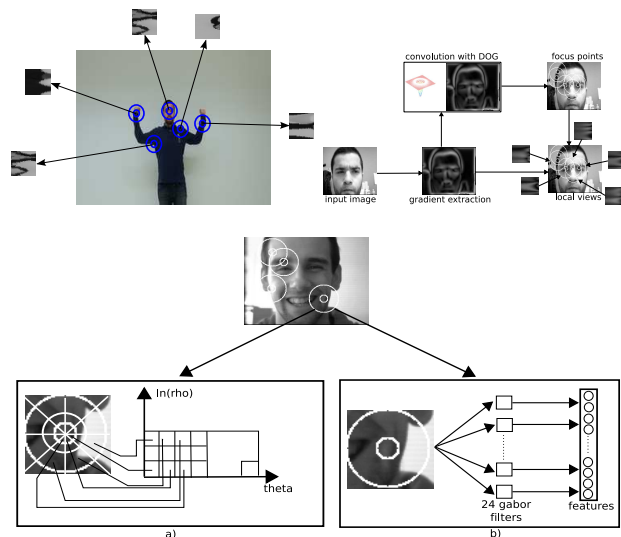 convolution with DOG
focus points
input image
gradient extraction
local views
ln(rho)
theta
24 gabor
filters
features
a)
b)